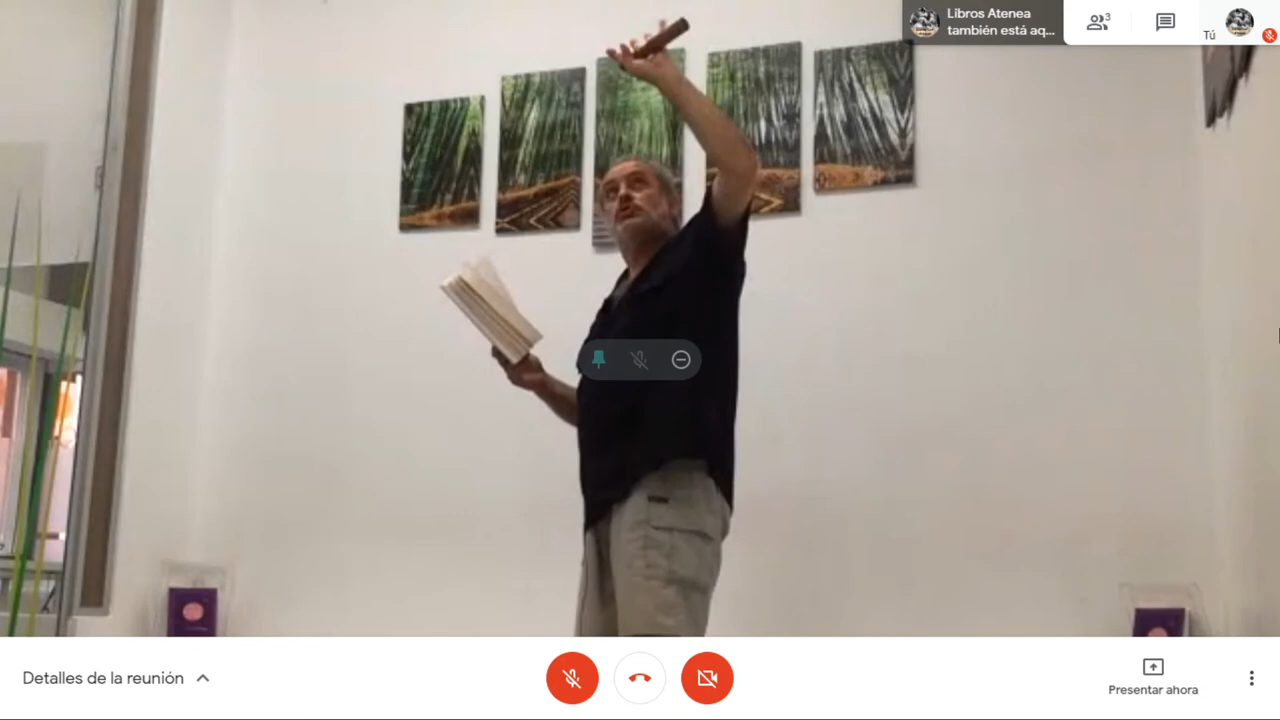 Libros Atenea
también está aq...
3
Tú
Detalles de la reunión
Presentar ahora